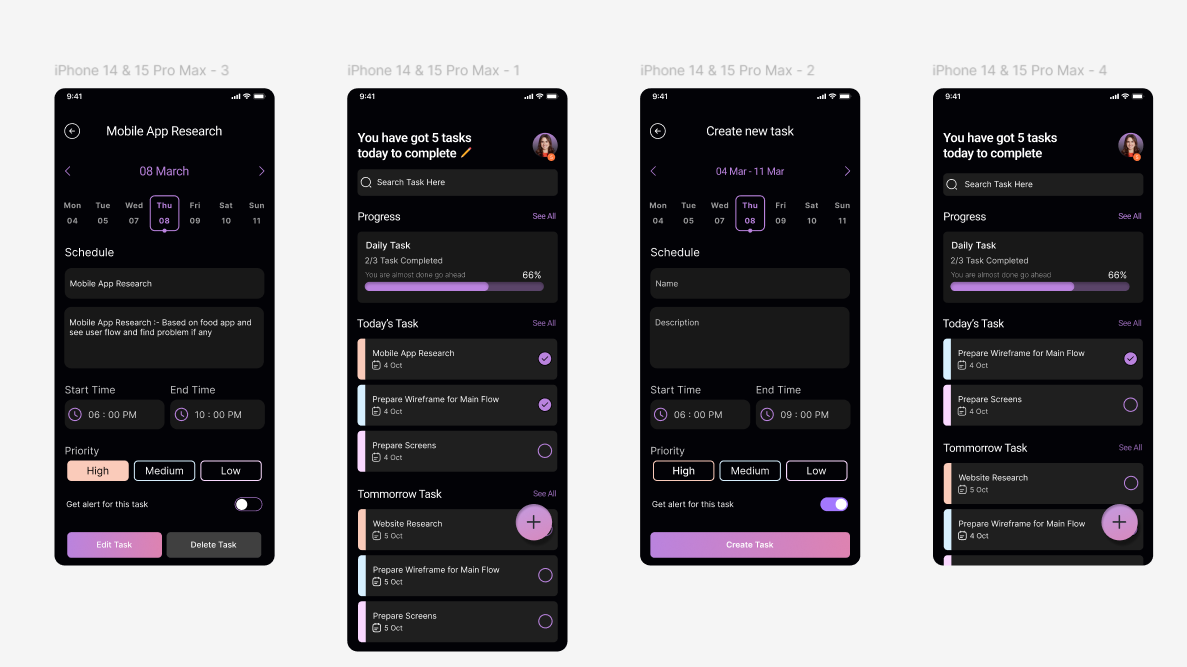 iPhone 14 & 15 Pro Max - 3
9:41
Mobile App Research
08 March
Mon Tue Wed Thu Fri Sat Sun
04 05 07 08 09 10 11
Schedule
Mobile App Research
Mobile App Research :- Based on food app and
see user flow and find problem if any
Start Time End Time
06 : 00 PM 10 : 00 PM
Priority
High Medium Low
Get alert for this task
Edit Task Delete Task
iPhone 14 & 15 Pro Max - 1
9:41
You have got 5 tasks
today to complete
Search Task Here
Progress See All
Daily Task
2/3 Task Completed
You are almost done go ahead 66%
Today's Task See All
Mobile App Research
4 Oct
Prepare Wireframe for Main Flow
4 Oct
Prepare Screens
4 Oct
Tommorrow Task See All
Website Research
5 Oct
Prepare Wireframe for Main Flow
5 Oct
Prepare Screens
5 Oct
iPhone 14 & 15 Pro Max - 2
9:41
Create new task
04 Mar - 11 Mar
Mon Tue Wed Thu Fri Sat Sun
04 05 07 08 09 10 11
Schedule
Name
Description
Start Time End Time
06 : 00 PM 09 : 00 PM
Priority
High Medium Low
Get alert for this task
Create Task
iPhone 14 & 15 Pro Max - 4
9:41
You have got 5 tasks
today to complete
Search Task Here
Progress See All
Daily Task
2/3 Task Completed
You are almost done go ahead 66%
Today's Task See All
Prepare Wireframe for Main Flow
4 Oct
Prepare Screens
4 Oct
Tommorrow Task See All
Website Research
5 Oct
Prepare Wireframe for Main Flow
4 Oct